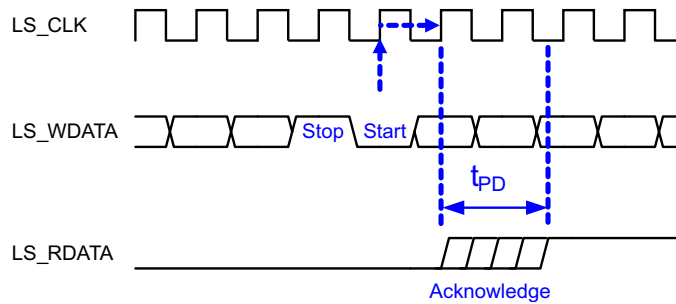 LS_CLK
LS_WDATA
Stop
Start
tPD
LS_RDATA
Acknowledge